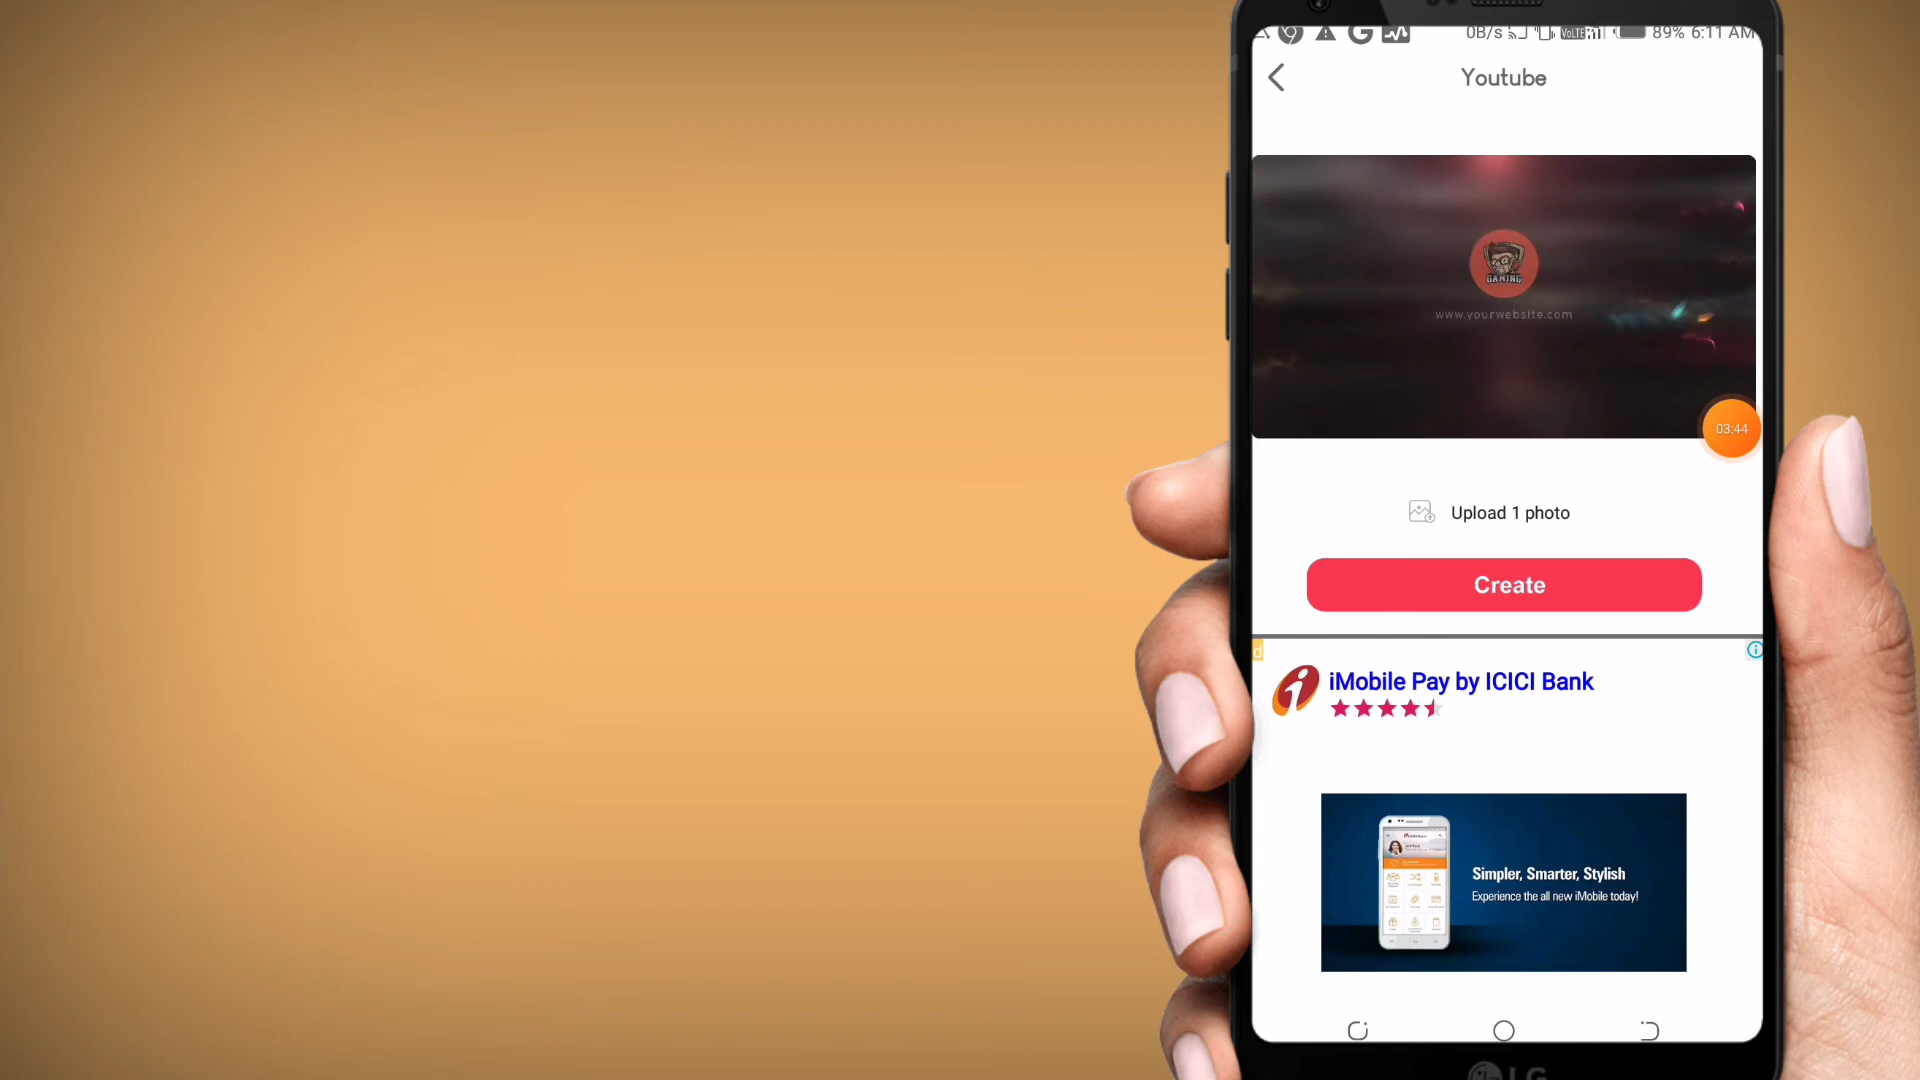 0B/s VoLTE 89% 6:11 AM
Youtube
GAMING
www.yourwebsite.com
03:44
Upload 1 photo
Create
iMobile Pay by ICICI Bank
Simpler, Smarter, Stylish
Experience the all new iMobile today!
LG